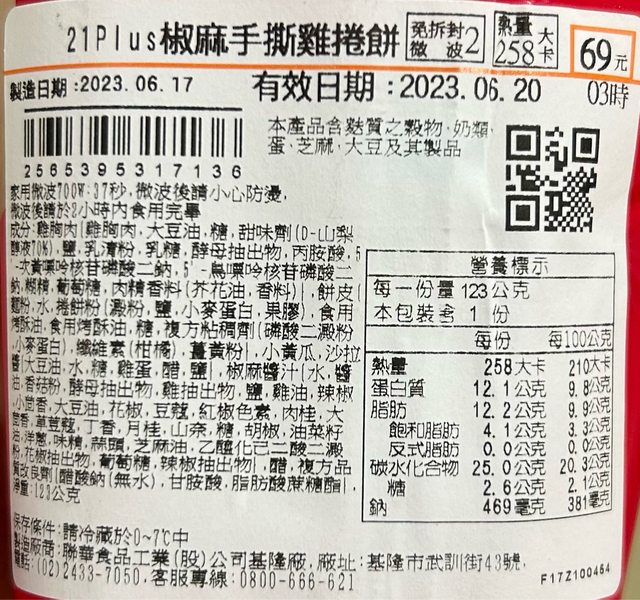 21Plus椒麻手撕雞捲餅
免拆封 微波2
熱量 258大卡
69元
製造日期:2023.06.17
有效日期:2023.06.20
03時
2565395317136
本產品含麩質之穀物、奶類、
蛋、芝麻、大豆及其製品
家用微波700W:37秒,微波後請小心防燙,
微波後請於2小時內食用完畢
成分:雞胸肉(雞胸肉,大豆油,糖,甜味劑(D-山梨
醇液70%),鹽,乳清粉,乳糖,酵母抽出物,丙胺酸,5'
-次黃嘌呤核苷磷酸二鈉,5'-鳥嘌呤核苷磷酸二
鈉,糊精,葡萄糖,肉精香料(芥花油,香料)),餅皮(
麵粉,水,捲餅粉(澱粉,鹽,小麥蛋白,果膠),食用
烤酥油,食用烤酥油,糖,複方粘稠劑(磷酸二澱粉
,小麥蛋白),纖維素(柑橘),薑黃粉),小黃瓜,沙拉
醬(大豆油,水,糖,雞蛋,醋,鹽),椒麻醬汁(水,醬
油,香菇粉,酵母抽出物,雞抽出物,鹽,雞油,辣椒
,小茴香,大豆油,花椒,豆蔻,紅椒色素,肉桂,大
茴香,草荳蔻,丁香,月桂,山奈,糖,胡椒,油菜籽
油,洋蔥,味精,蒜頭,芝麻油,乙醯化己二酸二澱
粉,花椒抽出物,葡萄糖,辣椒抽出物),醋,複方品
質改良劑(醋酸鈉(無水),甘胺酸,脂肪酸蔗糖酯),
淨重:123公克
營養標示
每一份量 123公克
本包裝含 1 份
每份 每100公克
熱量 258大卡 210大卡
蛋白質 12.1公克 9.8公克
脂肪 12.2公克 9.9公克
飽和脂肪 4.1公克 3.3公克
反式脂肪 0.0公克 0.0公克
碳水化合物 25.0公克 20.3公克
糖 2.6公克 2.1公克
鈉 469毫克 381毫克
保存條件:請冷藏於0~7℃中
製造廠商:聯華食品工業(股)公司基隆廠,廠址:基隆市武訓街43號,
電話:(02)2433-7050,客服專線:0800-666-621
F17Z100464